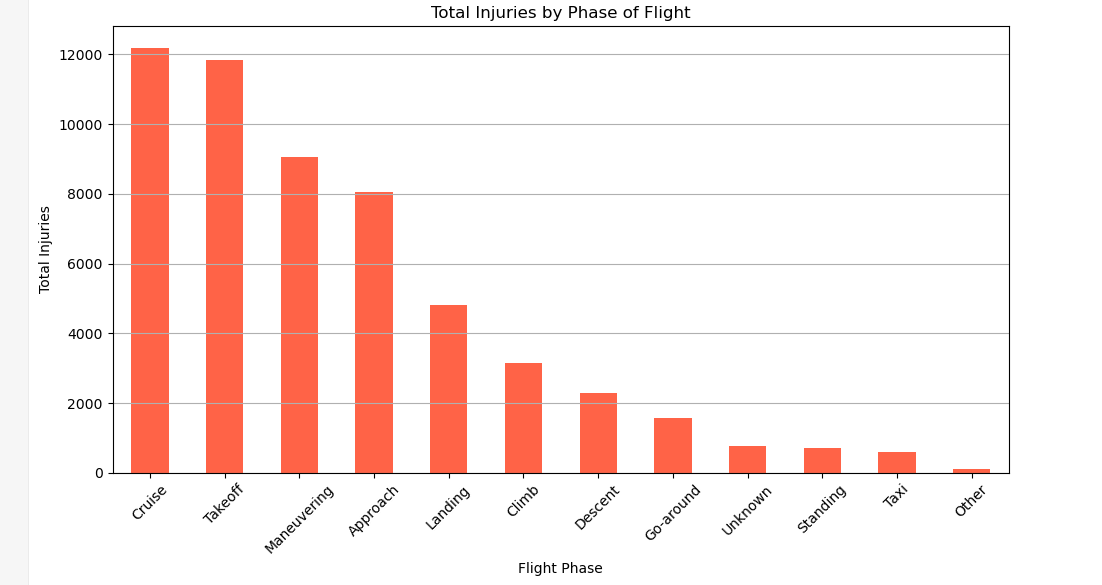 Total Injuries by Phase of Flight
12000
10000
8000
6000
4000
2000
0
Total Injuries
Cruise
Takeoff
Maneuvering
Approach
Landing
Climb
Descent
Go-around
Unknown
Standing
Taxi
Other
Flight Phase